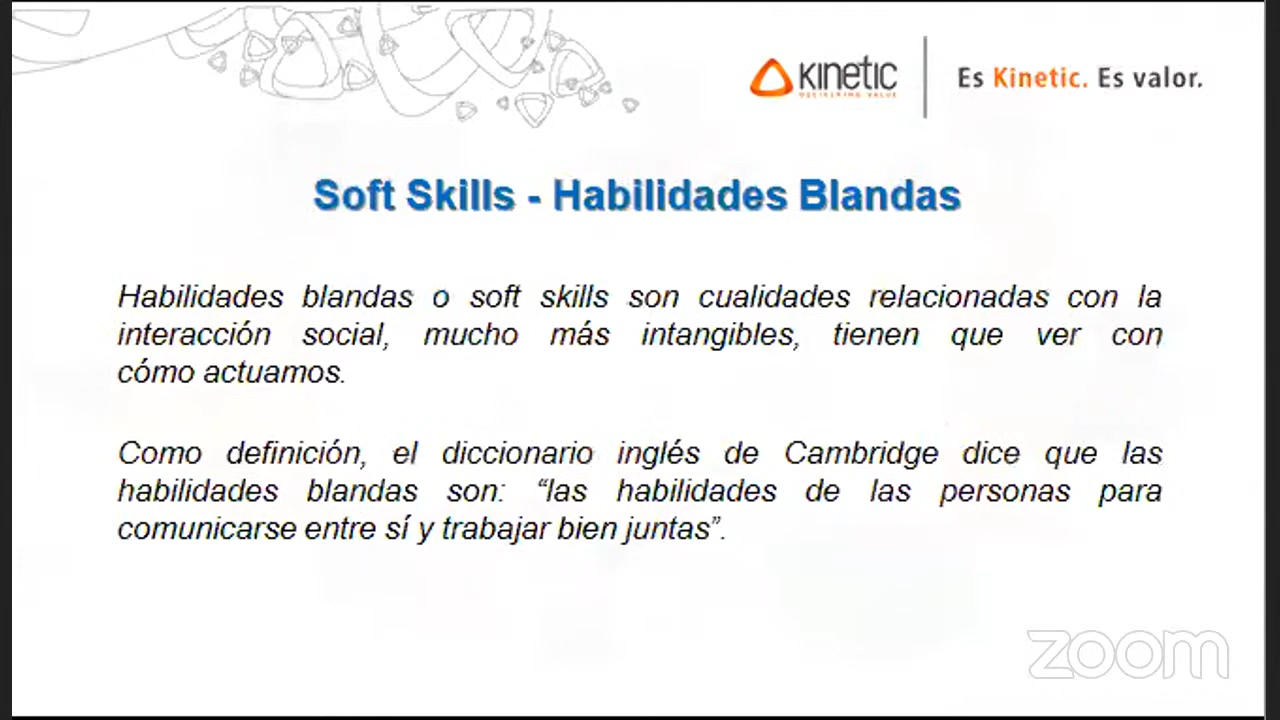 KINETIC
DELIVERING VALUE
Es Kinetic. Es valor.
Soft Skills - Habilidades Blandas
Habilidades blandas o soft skills son cualidades relacionadas con la
interacción social, mucho más intangibles, tienen que ver con
cómo actuamos.
Como definición, el diccionario inglés de Cambridge dice que las
habilidades blandas son: “las habilidades de las personas para
comunicarse entre sí y trabajar bien juntas”.
zoom